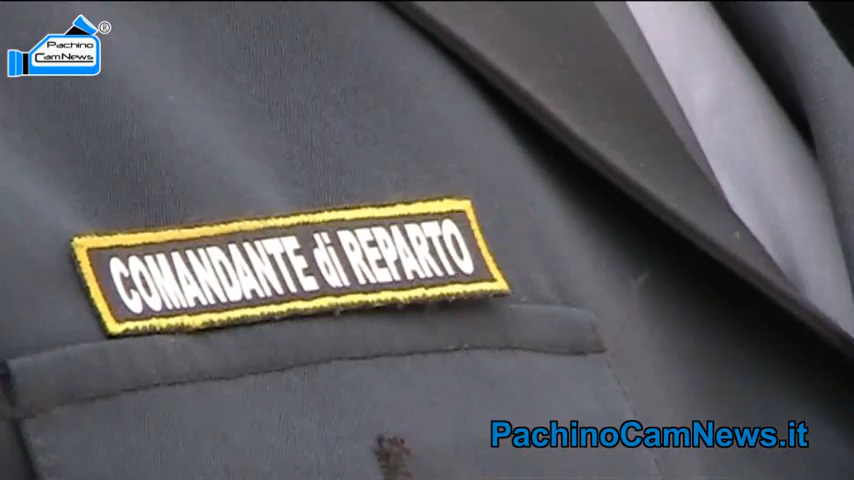 Pachino
CamNews
®
COMANDANTE di REPARTO
PachinoCamNews.it